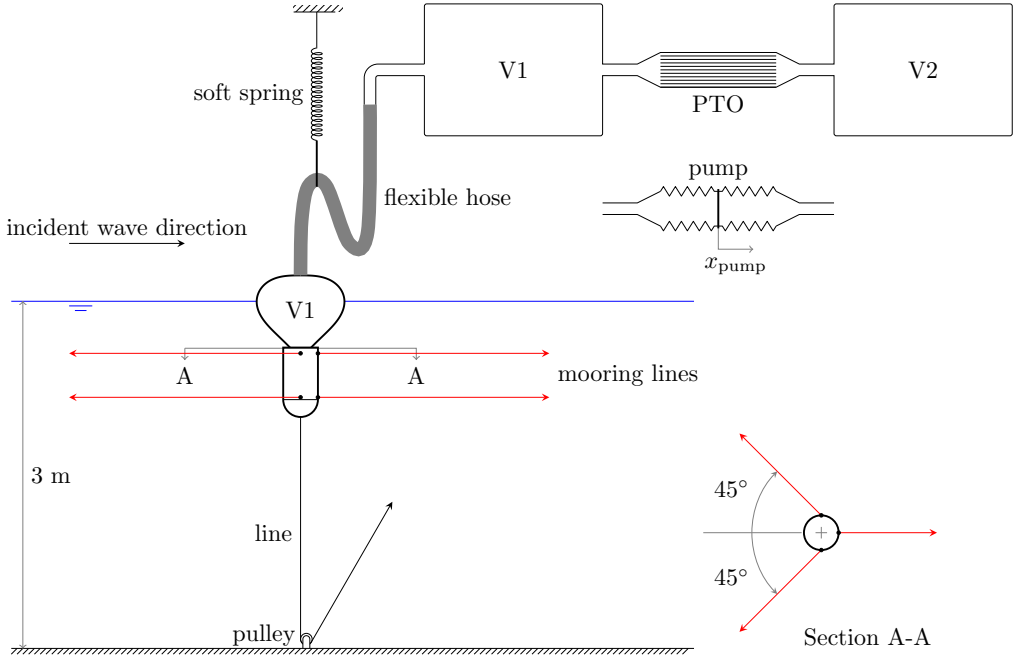 V1
V2
soft spring
PTO
pump
flexible hose
incident wave direction
x_pump
V1
A
A
mooring lines
3 m
45°
line
45°
pulley
Section A-A